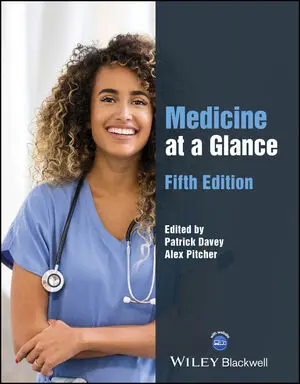 Medicine
at a Glance
Fifth Edition
Edited by
Patrick Davey
Alex Pitcher
WILEY Blackwell